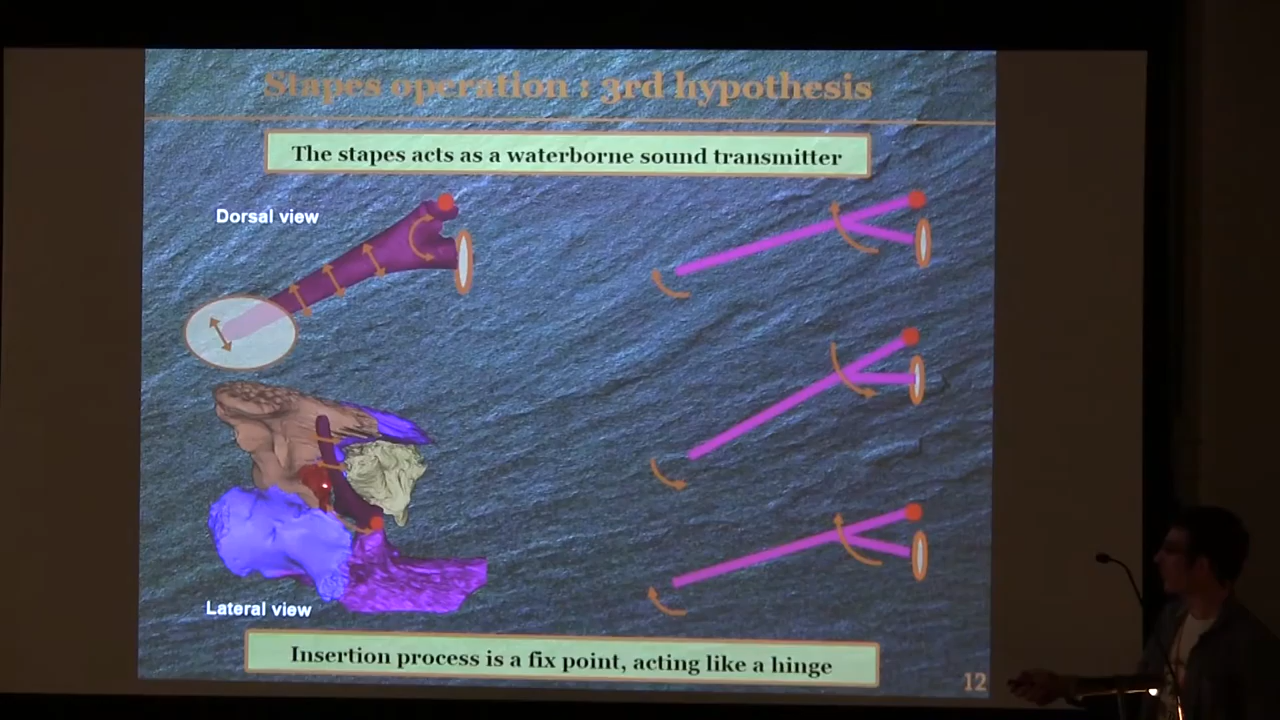 Stapes operation : 3rd hypothesis
The stapes acts as a waterborne sound transmitter
Dorsal view
Lateral view
Insertion process is a fix point, acting like a hinge
12